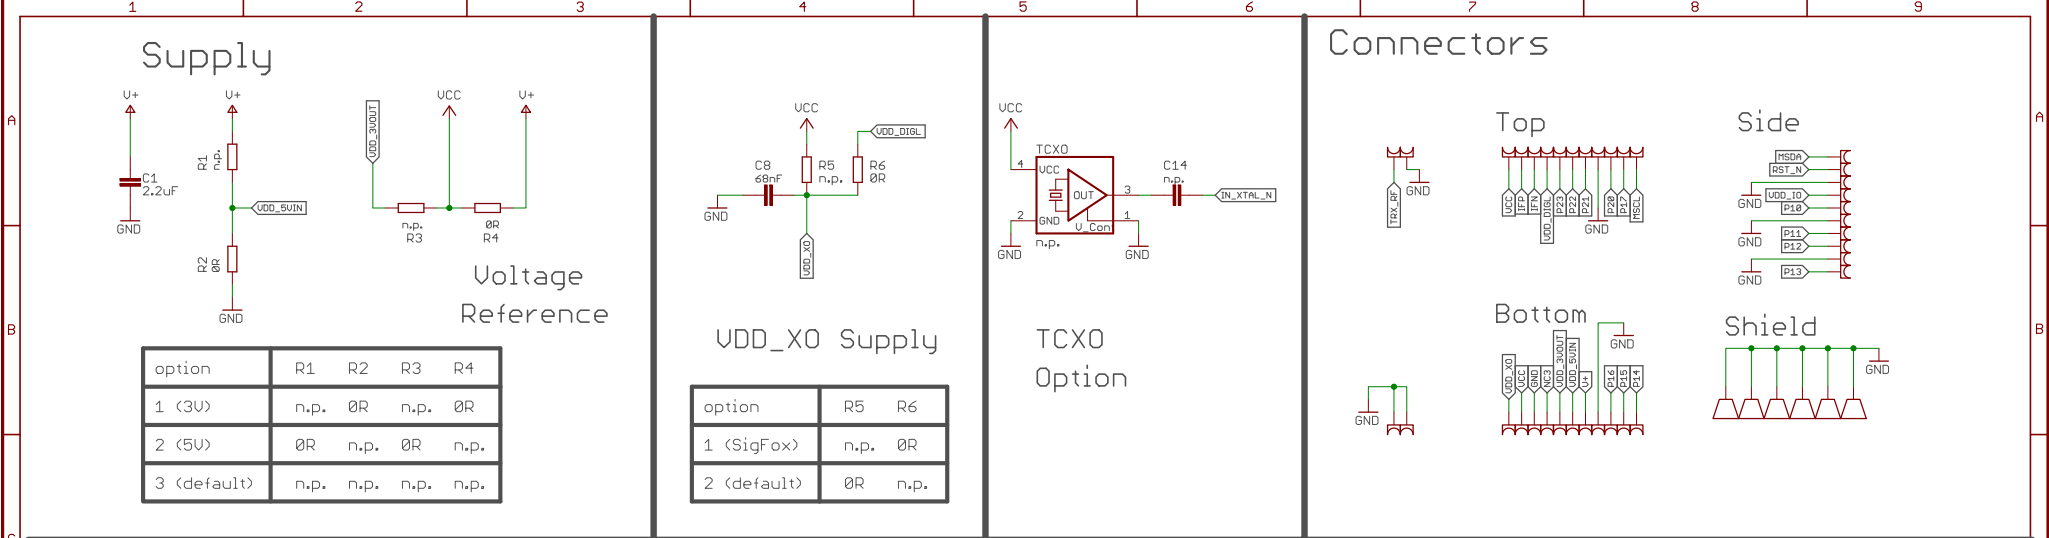 1 2 3 4 5 6 7 8 9
A
B
C
A
B
Supply
V+
C1
2.2uF
GND
V+
R1
n.p.
VDD_5VIN
R2
0R
GND
VDD_3VOUT
VCC
V+
n.p.
R3
0R
R4
Voltage
Reference
option R1 R2 R3 R4
1 (3V) n.p. 0R n.p. 0R
2 (5V) 0R n.p. 0R n.p.
3 (default) n.p. n.p. n.p. n.p.
VCC
VDD_DIGL
C8
68nF
R5
n.p.
R6
0R
GND
VDD_XO
VDD_XO Supply
option R5 R6
1 (SigFox) n.p. 0R
2 (default) 0R n.p.
VCC
TCXO
4 VCC
OUT 3
2 GND
1
V_Con
n.p.
GND
GND
C14
n.p.
IN_XTAL_N
TCXO
Option
Connectors
TRX_RF
GND
Top
VCC
IFP
IFN
VDD_DIGL
P23
P22
P21
GND
P20
P17
MSCL
Side
MSDA
RST_N
GND
VDD_IO
P10
GND
P11
P12
GND
P13
GND
Bottom
VDD_XO
VCC
GND
NC3
VDD_3VOUT
VDD_5VIN
V+
GND
P16
P15
P14
Shield
GND